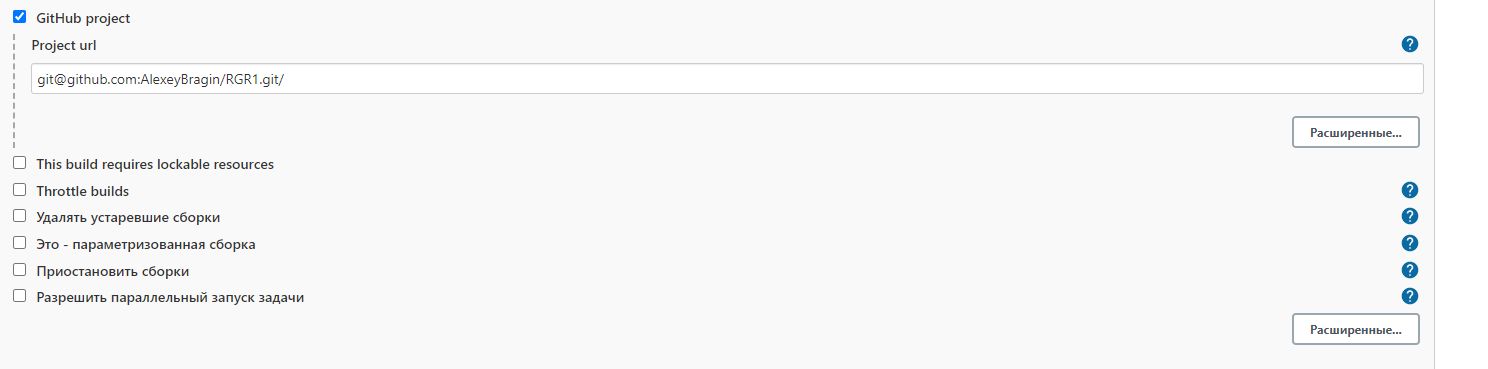 GitHub project
Project url
?
git@github.com:AlexeyBragin/RGR1.git/
Расширенные...
This build requires lockable resources
Throttle builds
?
Удалять устаревшие сборки
?
Это - параметризованная сборка
?
Приостановить сборки
?
Разрешить параллельный запуск задачи
?
Расширенные...